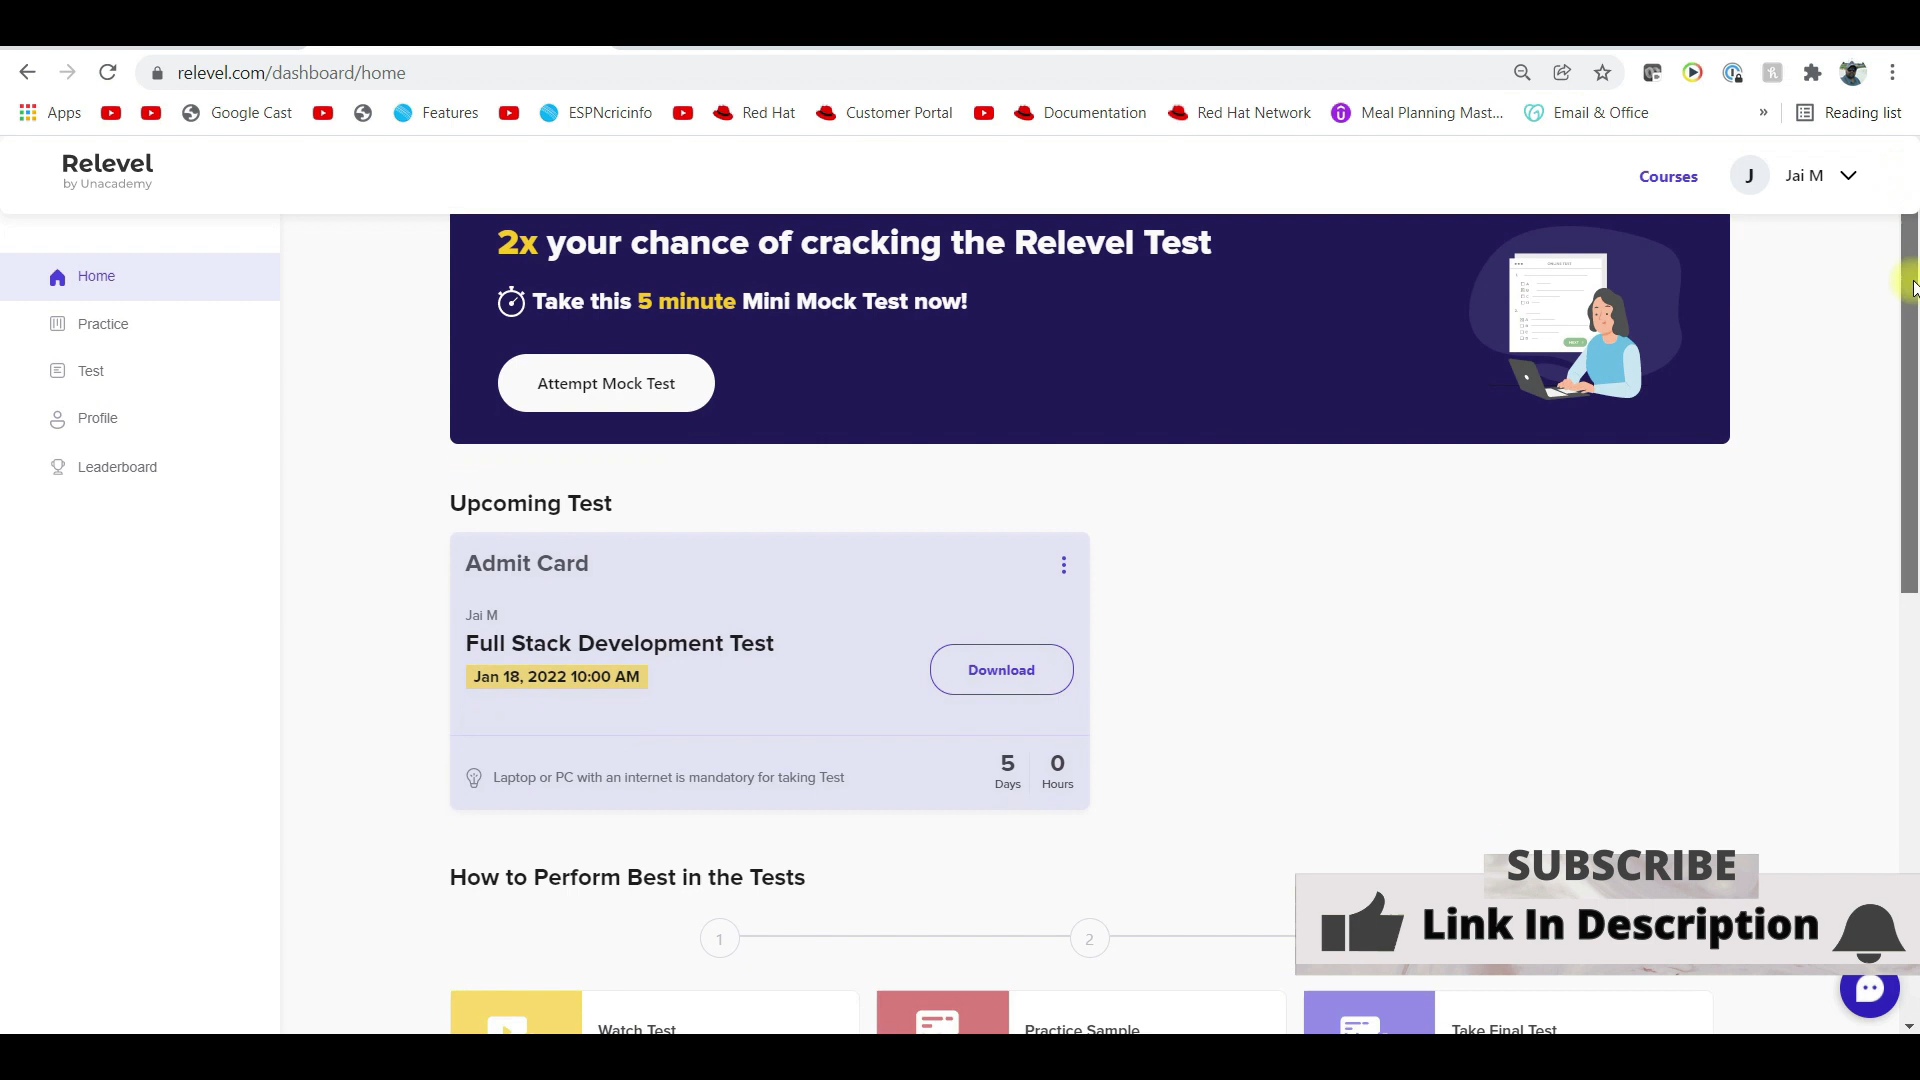 relevel.com/dashboard/home
Apps
Google Cast
Features
ESPNcricinfo
Red Hat
Customer Portal
Documentation
Red Hat Network
Meal Planning Mast...
Email & Office
»
Reading list
Relevel
by Unacademy
Courses
J
Jai M
Home
Practice
Test
Profile
Leaderboard
2x your chance of cracking the Relevel Test
Take this 5 minute Mini Mock Test now!
Attempt Mock Test
Upcoming Test
Admit Card
Jai M
Full Stack Development Test
Jan 18, 2022 10:00 AM
Download
Laptop or PC with an internet is mandatory for taking Test
5
Days
0
Hours
How to Perform Best in the Tests
1
2
SUBSCRIBE
Link In Description
Watch Test
Practice Sample
Take Final Test